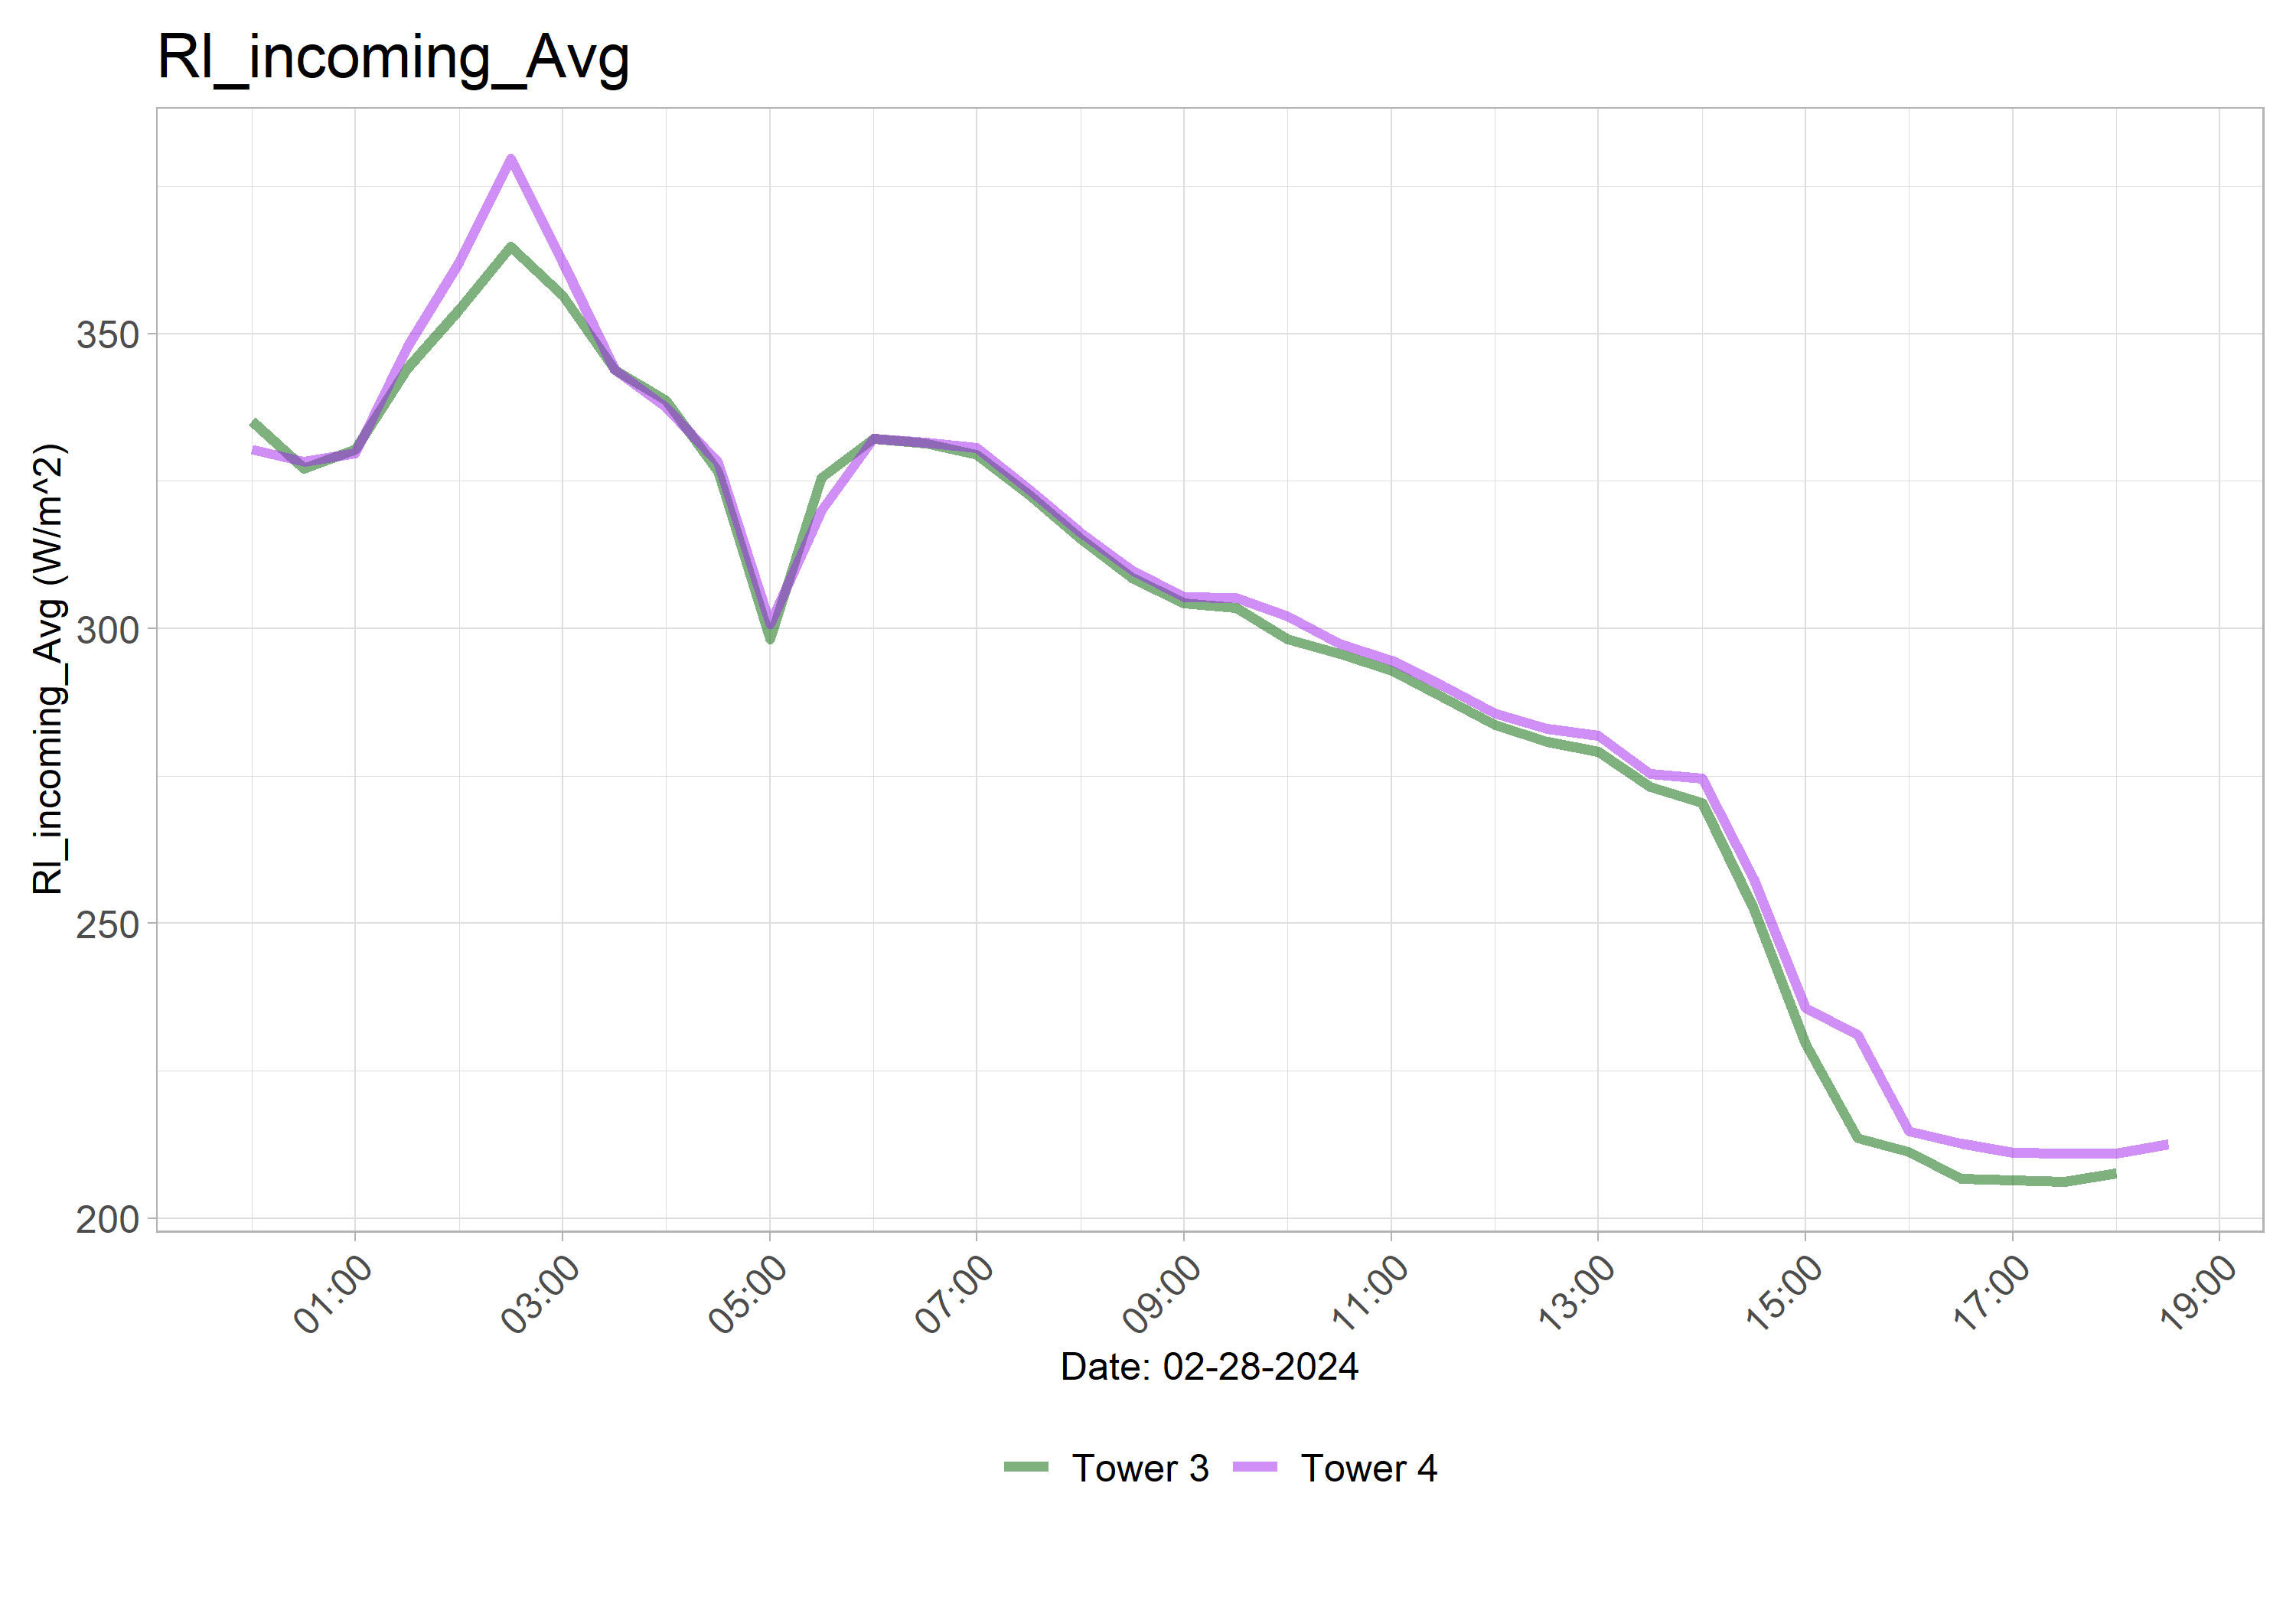 Rl_incoming_Avg
Rl_incoming_Avg (W/m^2)
350
300
250
200
01:00 03:00 05:00 07:00 09:00 11:00 13:00 15:00 17:00 19:00
Date: 02-28-2024
Tower 3 Tower 4